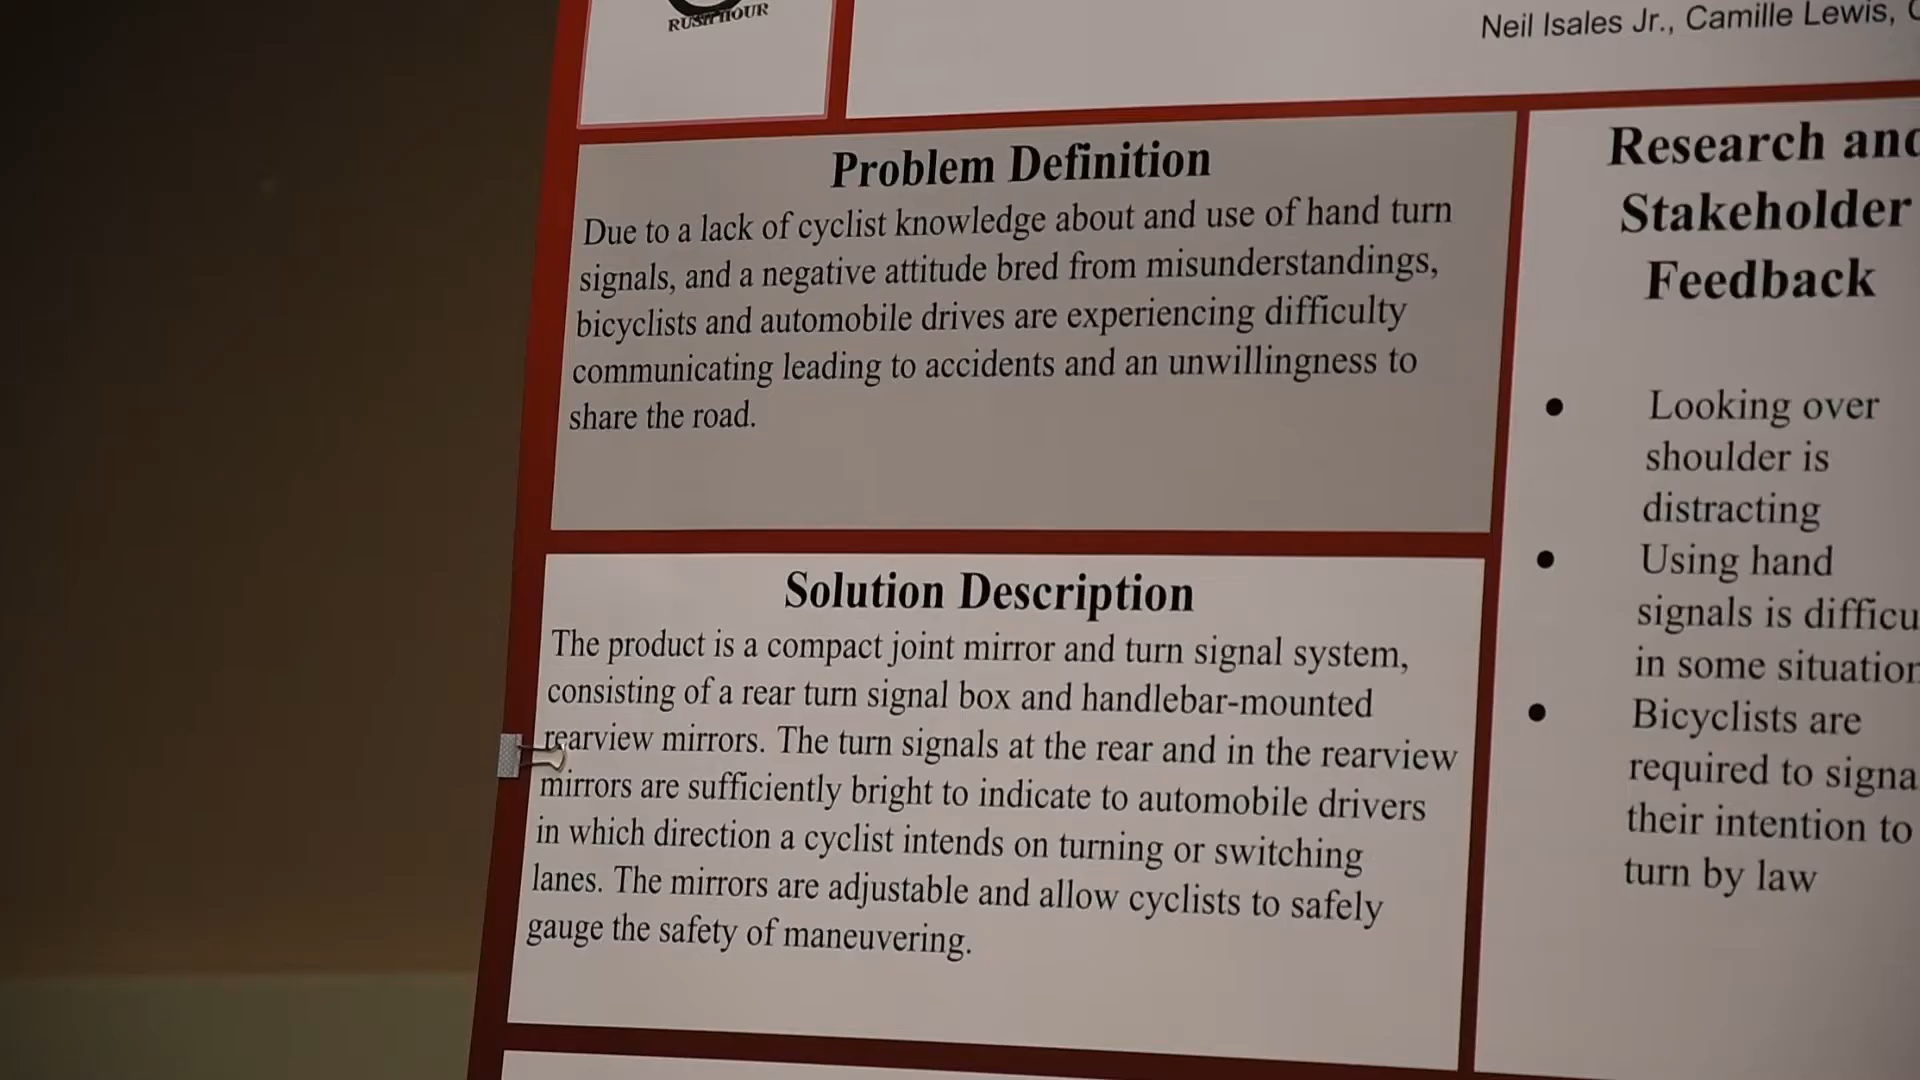 RUSH HOUR
Neil Isales Jr., Camille Lewis,
Problem Definition
Due to a lack of cyclist knowledge about and use of hand turn
signals, and a negative attitude bred from misunderstandings,
bicyclists and automobile drives are experiencing difficulty
communicating leading to accidents and an unwillingness to
share the road.
Solution Description
The product is a compact joint mirror and turn signal system,
consisting of a rear turn signal box and handlebar-mounted
rearview mirrors. The turn signals at the rear and in the rearview
mirrors are sufficiently bright to indicate to automobile drivers
in which direction a cyclist intends on turning or switching
lanes. The mirrors are adjustable and allow cyclists to safely
gauge the safety of maneuvering.
Research and
Stakeholder
Feedback
• Looking over
shoulder is
distracting
• Using hand
signals is difficu
in some situation
• Bicyclists are
required to signa
their intention to
turn by law